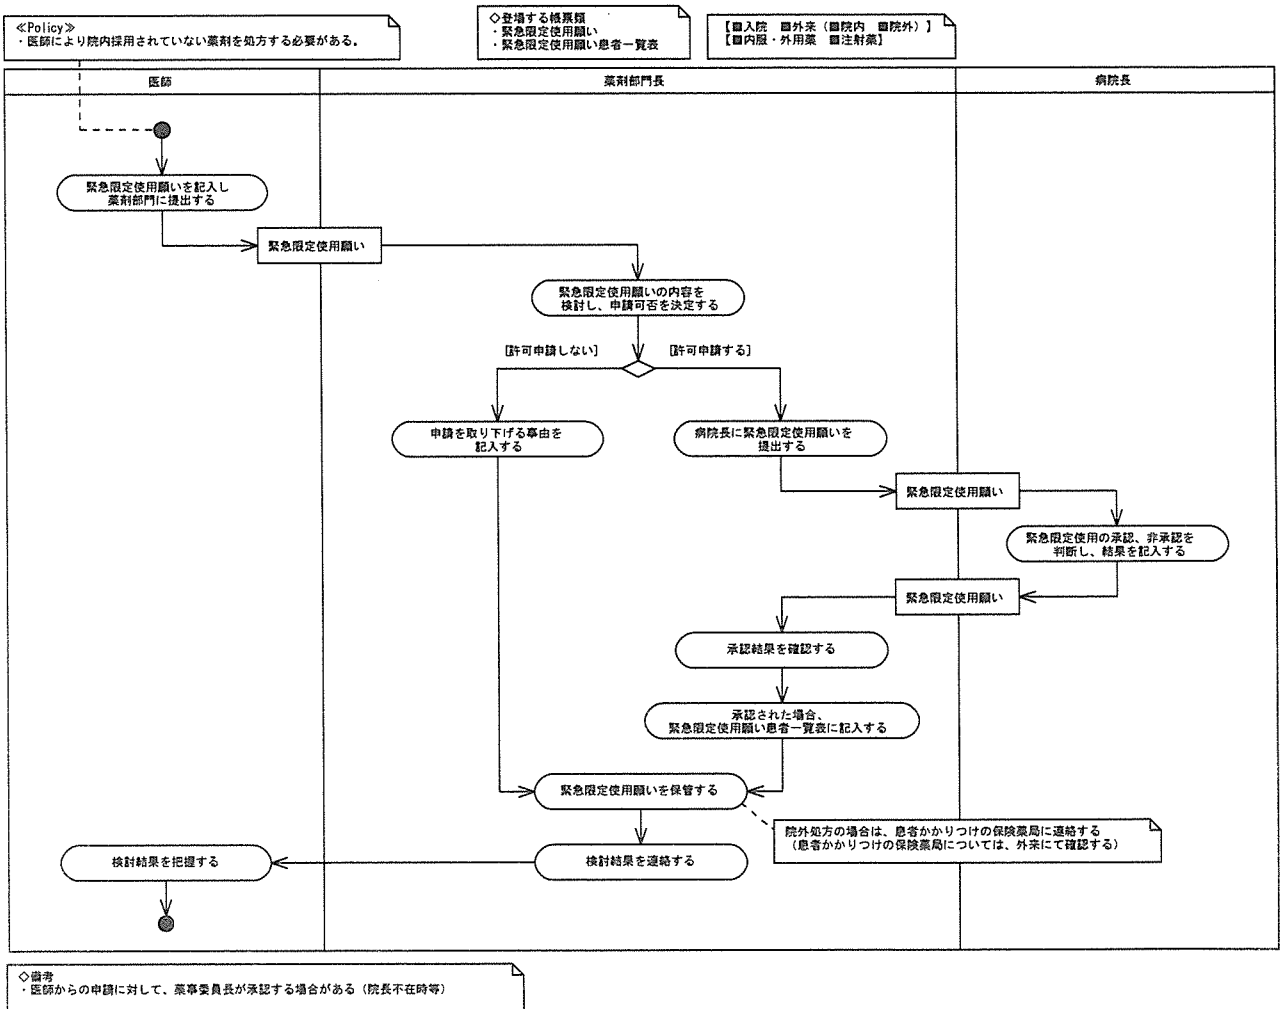 ≪Policy≫
・医師により院内採用されていない薬剤を処方する必要がある。
◇登場する帳票類
・緊急限定使用願い
・緊急限定使用願い患者一覧表
【■入院　■外来（■院内　■院外）】
【■内服・外用薬　■注射薬】
医師
薬剤部門長
病院長
緊急限定使用願いを記入し
薬剤部門に提出する
緊急限定使用願い
緊急限定使用願いの内容を
検討し、申請可否を決定する
[許可申請しない]
[許可申請する]
申請を取り下げる事由を
記入する
病院長に緊急限定使用願いを
提出する
緊急限定使用願い
緊急限定使用の承認、非承認を
判断し、結果を記入する
緊急限定使用願い
承認結果を確認する
承認された場合、
緊急限定使用願い患者一覧表に記入する
緊急限定使用願いを保管する
院外処方の場合は、患者かかりつけの保険薬局に連絡する
（患者かかりつけの保険薬局については、外来にて確認する）
検討結果を把握する
検討結果を連絡する
◇備考
・医師からの申請に対して、薬事委員長が承認する場合がある（院長不在時等）